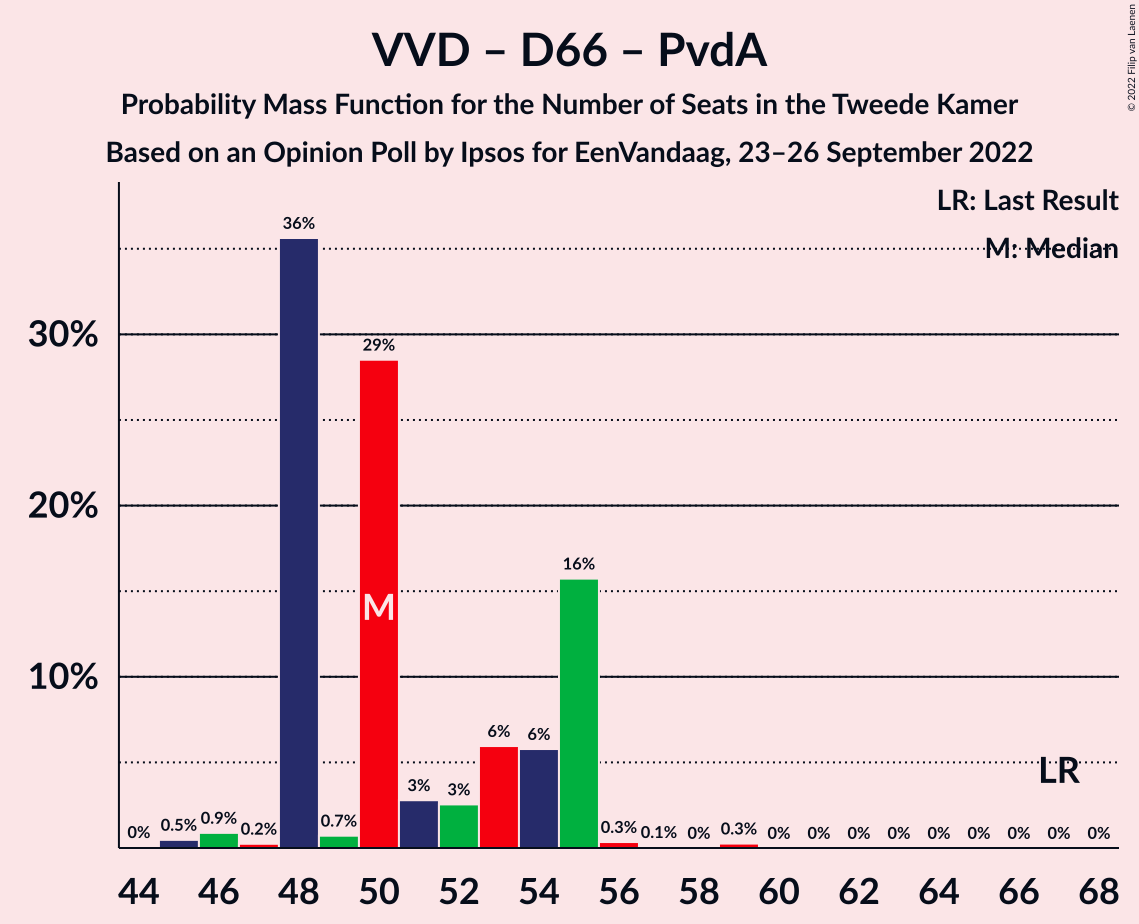 VVD – D66 – PvdA
Probability Mass Function for the Number of Seats in the Tweede Kamer
Based on an Opinion Poll by Ipsos for EenVandaag, 23–26 September 2022
© 2022 Filip van Laenen
LR: Last Result
M: Median
30%
20%
10%
0% 0.5% 0.9% 0.2% 36% 0.7% 29% 3% 3% 6% 6% 16% 0.3% 0.1% 0% 0.3% 0% 0% 0% 0% 0% 0% 0% 0% 0%
M
LR
44 46 48 50 52 54 56 58 60 62 64 66 68